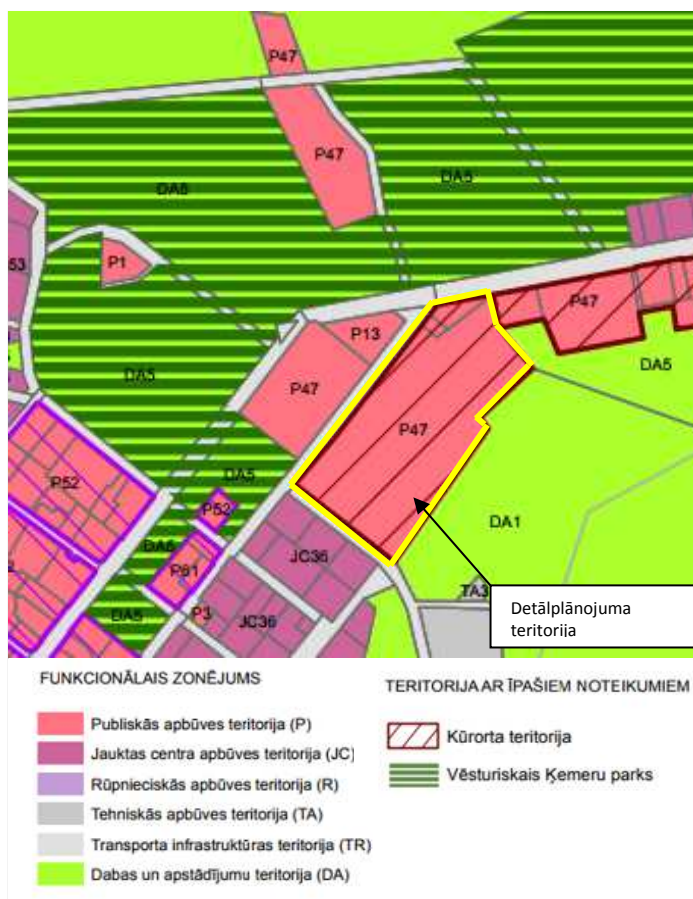 P47
P47
DA5
DA5
53
P1
P47
P13
P47
DA5
DA5
P47
P52
DA5
P52
DA1
DA5
JC36
P61
TA3
DA5
P3
JC36
Detālplānojuma
teritorija
FUNKCIONĀLAIS ZONĒJUMS
TERITORIJA AR ĪPAŠIEM NOTEIKUMIEM
Publiskās apbūves teritorija (P)
Kūrorta teritorija
Jauktas centra apbūves teritorija (JC)
Vēsturiskais Ķemeru parks
Rūpnieciskās apbūves teritorija (R)
Tehniskās apbūves teritorija (TA)
Transporta infrastruktūras teritorija (TR)
Dabas un apstādījumu teritorija (DA)